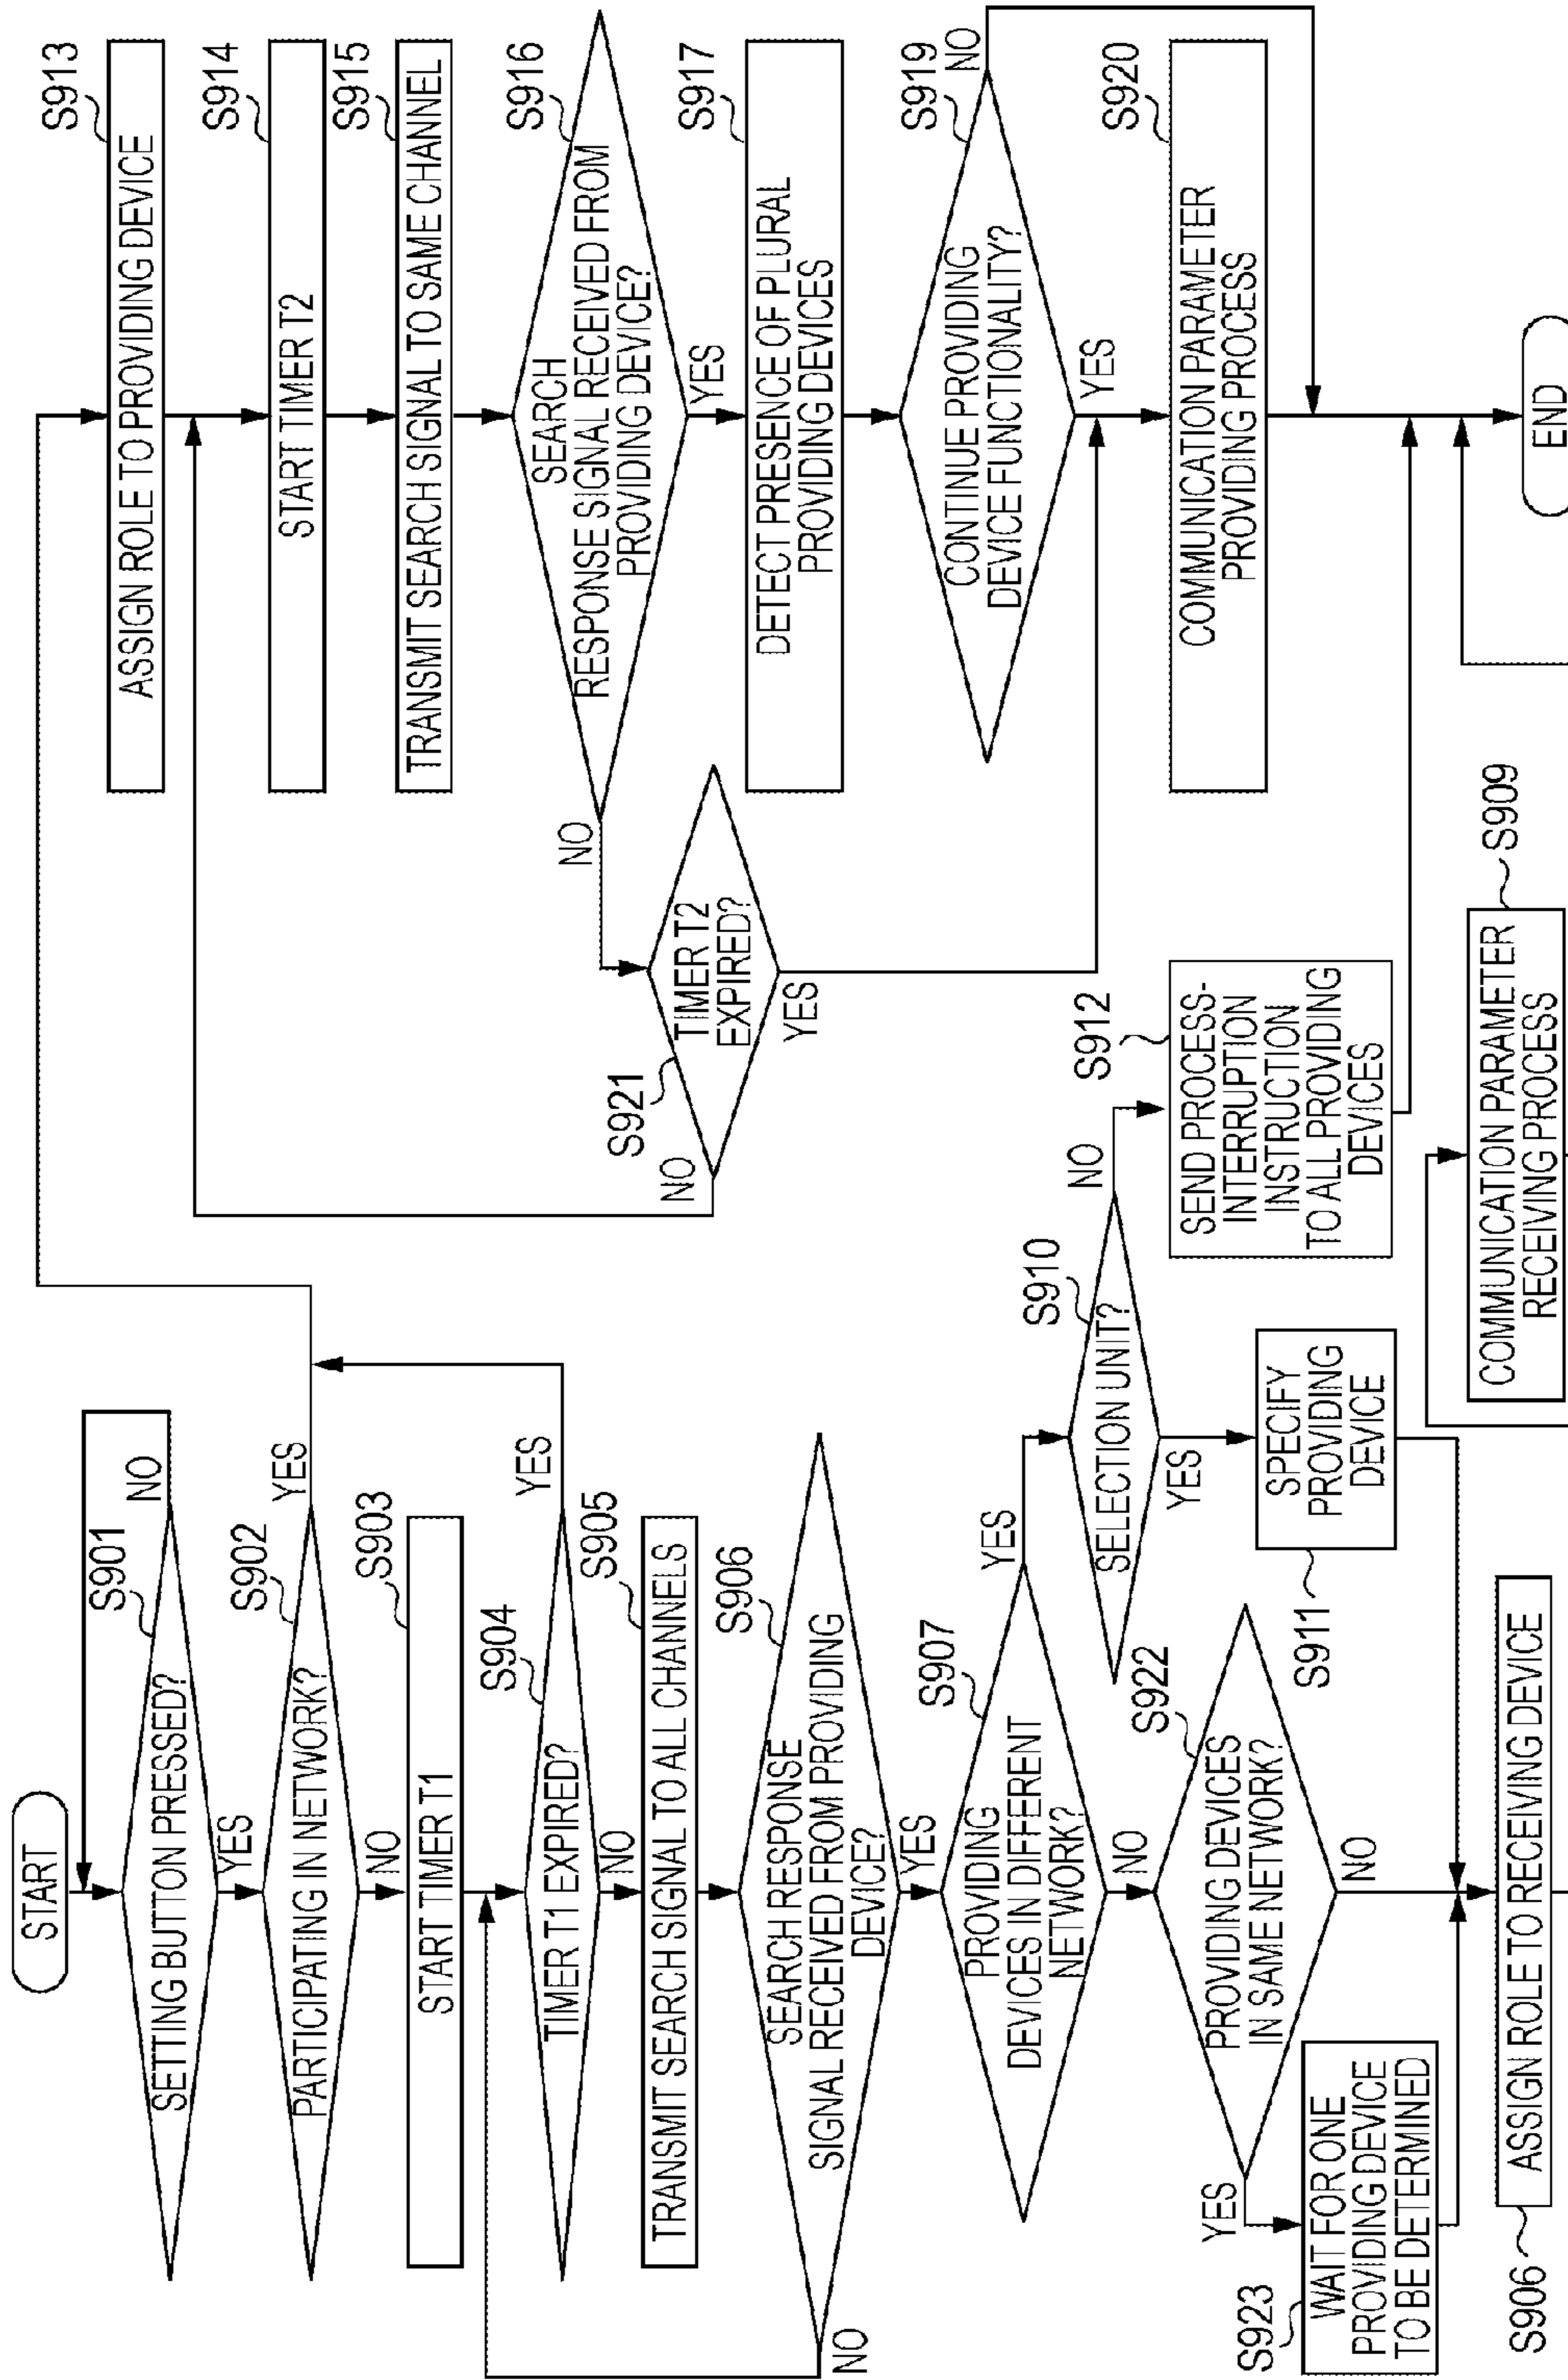 START
S901
SETTING BUTTON PRESSED?
NO
YES
S902
PARTICIPATING IN NETWORK?
YES
NO
S903
START TIMER T1
S904
TIMER T1 EXPIRED?
YES
NO
S905
TRANSMIT SEARCH SIGNAL TO ALL CHANNELS
S906
SEARCH RESPONSE
SIGNAL RECEIVED FROM PROVIDING
DEVICE?
NO
YES
S907
PROVIDING
DEVICES IN DIFFERENT
NETWORK?
YES
NO
S922
PROVIDING DEVICES
IN SAME NETWORK?
YES
NO
S923
WAIT FOR ONE
PROVIDING DEVICE
TO BE DETERMINED
S910
SELECTION UNIT?
NO
YES
S911
SPECIFY
PROVIDING
DEVICE
S912
SEND PROCESS-
INTERRUPTION
INSTRUCTION
TO ALL PROVIDING
DEVICES
S906
ASSIGN ROLE TO RECEIVING DEVICE
S909
COMMUNICATION PARAMETER
RECEIVING PROCESS
S913
ASSIGN ROLE TO PROVIDING DEVICE
S914
START TIMER T2
S915
TRANSMIT SEARCH SIGNAL TO SAME CHANNEL
S916
SEARCH
RESPONSE SIGNAL RECEIVED FROM
PROVIDING DEVICE?
NO
YES
S921
TIMER T2
EXPIRED?
NO
YES
S917
DETECT PRESENCE OF PLURAL
PROVIDING DEVICES
S919
CONTINUE PROVIDING
DEVICE FUNCTIONALITY?
NO
YES
S920
COMMUNICATION PARAMETER
PROVIDING PROCESS
END